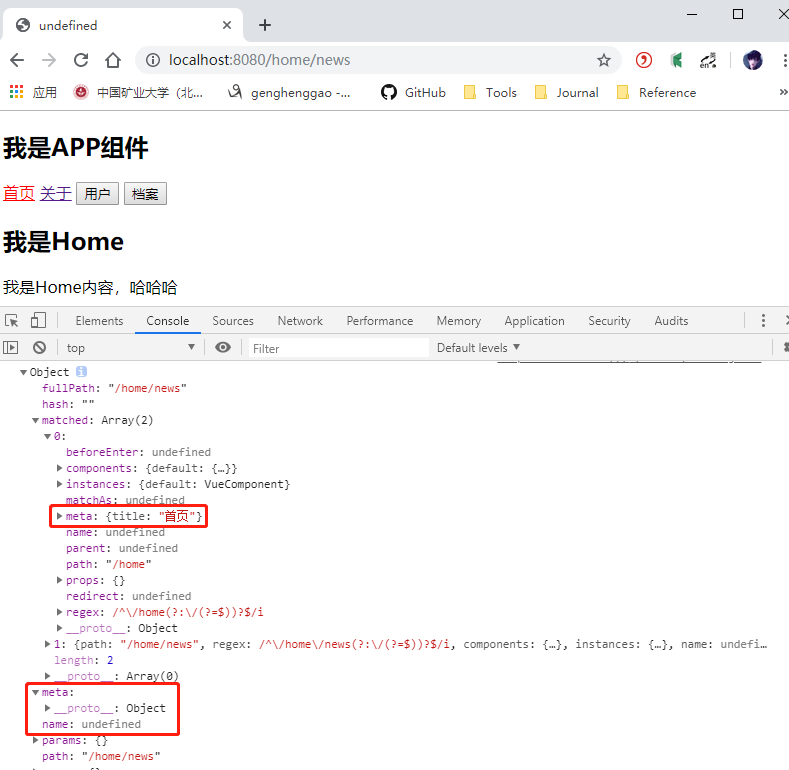 undefined
localhost:8080/home/news
应用 中国矿业大学（北... genghenggao -... GitHub Tools Journal Reference »
我是APP组件
首页 关于 用户 档案
我是Home
我是Home内容，哈哈哈
Elements Console Sources Network Performance Memory Application Security Audits
top Filter Default levels
Object
fullPath: "/home/news"
hash: ""
matched: Array(2)
0:
beforeEnter: undefined
components: {default: {…}}
instances: {default: VueComponent}
matchAs: undefined
meta: {title: "首页"}
name: undefined
parent: undefined
path: "/home"
props: {}
redirect: undefined
regex: /^\/home(?:\/(?=$))?$/i
__proto__: Object
1: {path: "/home/news", regex: /^\/home\/news(?:\/(?=$))?$/i, components: {…}, instances: {…}, name: undefi…
length: 2
__proto__: Array(0)
meta:
__proto__: Object
name: undefined
params: {}
path: "/home/news"